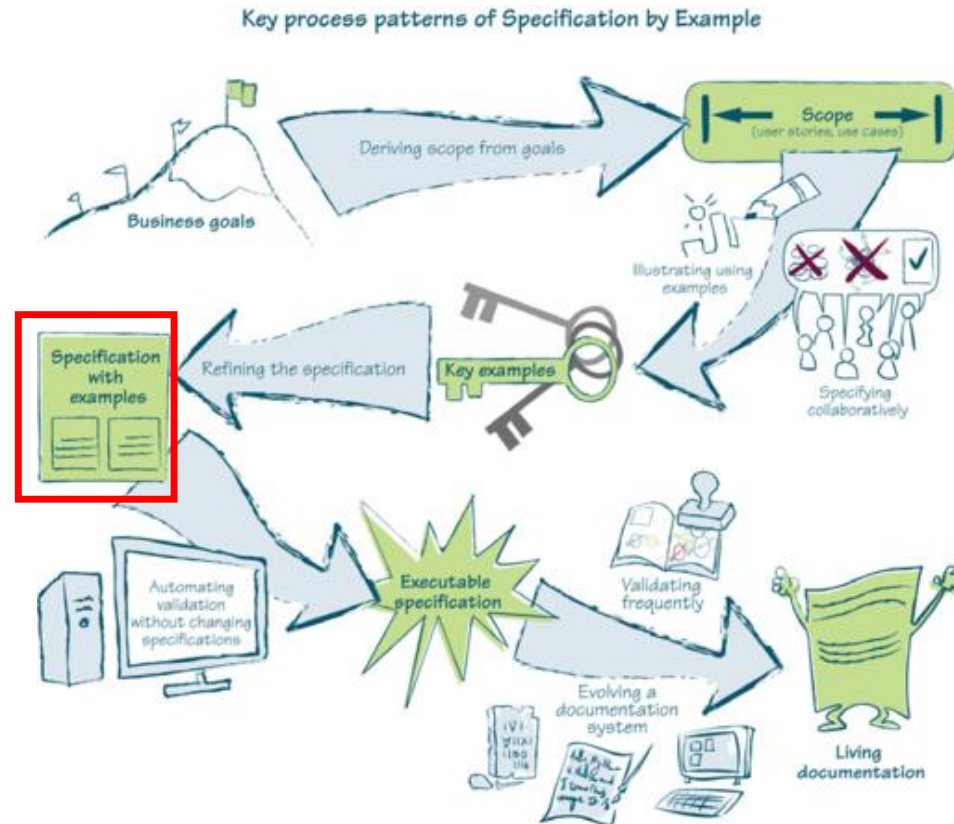 Key process patterns of Specification by Example
Deriving scope from goals
Scope
(user stories, use cases)
Business goals
Illustrating using
examples
Specification
with
examples
Refining the specification
Key examples
Specifying
collaboratively
Automating
validation
without changing
specifications
Executable
specification
Validating
frequently
Evolving a
documentation
system
Living
documentation